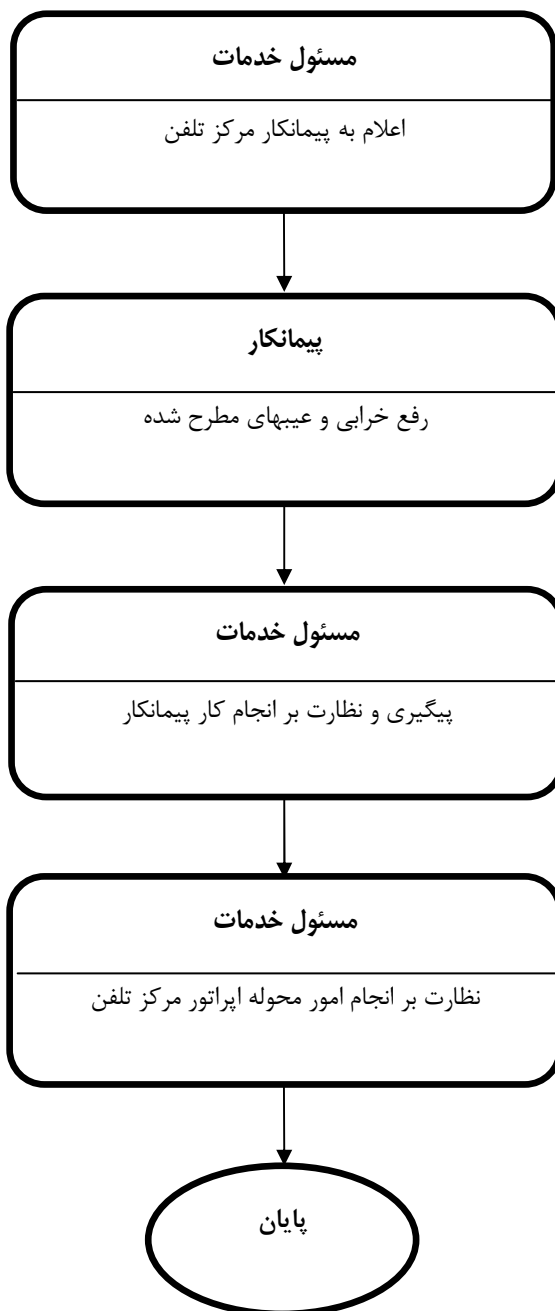 مسئول خدمات
اعلام به پیمانکار مرکز تلفن
پیمانکار
رفع خرابی و عیبهای مطرح شده
مسئول خدمات
پیگیری و نظارت بر انجام کار پیمانکار
مسئول خدمات
نظارت بر انجام امور محوله اپراتور مرکز تلفن
پایان